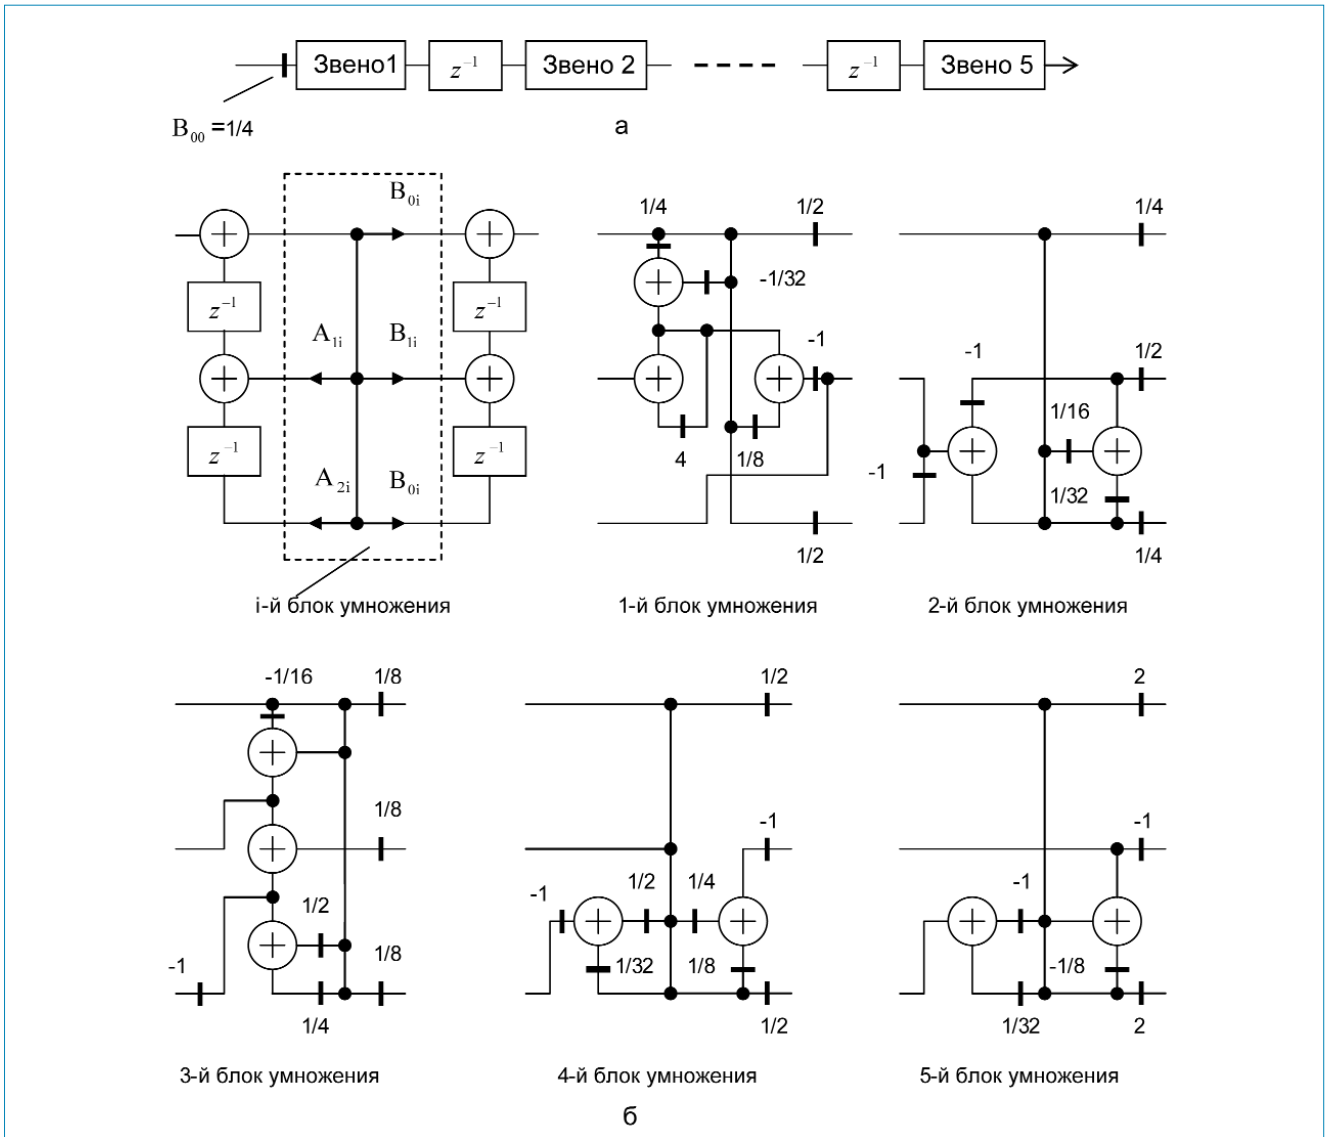 Звено1
z⁻¹
Звено 2
z⁻¹
Звено 5
B₀₀ =1/4
а
B₀ᵢ
z⁻¹
z⁻¹
A₁ᵢ
B₁ᵢ
z⁻¹
z⁻¹
A₂ᵢ
B₀ᵢ
i-й блок умножения
1/4
1/2
-1/32
-1
4
1/8
1/2
1-й блок умножения
1/4
-1
1/2
1/16
-1
1/32
1/4
2-й блок умножения
-1/16
1/8
1/8
1/2
-1
1/8
1/4
3-й блок умножения
1/2
-1
-1
1/2
1/4
1/32
1/8
1/2
4-й блок умножения
2
-1
-1
-1/8
1/32
2
5-й блок умножения
б